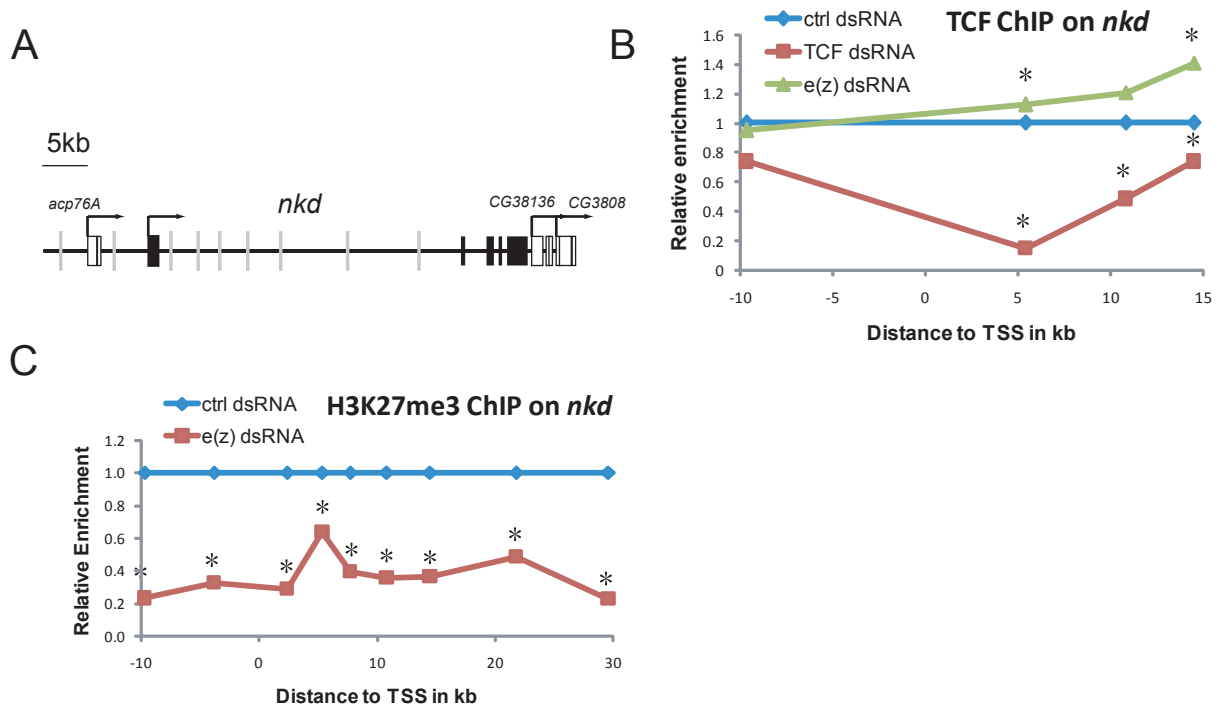 A
5kb
acp76A
nkd
CG38136
CG3808
B
TCF ChIP on nkd
ctrl dsRNA
TCF dsRNA
e(z) dsRNA
Relative enrichment
1.6
1.4
1.2
1
0.8
0.6
0.4
0.2
0
* * * * *
-10 -5 0 5 10 15
Distance to TSS in kb
C
H3K27me3 ChIP on nkd
ctrl dsRNA
e(z) dsRNA
Relative Enrichment
1.2
1.0
0.8
0.6
0.4
0.2
0.0
* * * * * * * * *
-10 0 10 20 30
Distance to TSS in kb